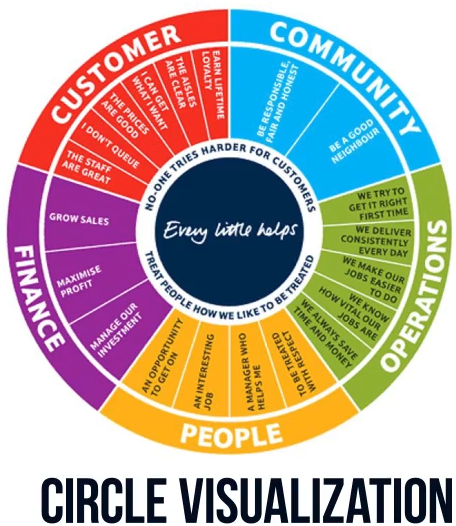 CUSTOMER
EARN LIFETIME
LOYALTY
THE AISLES
ARE CLEAR
I CAN GET
WHAT I WANT
THE PRICES
ARE GOOD
I DON'T QUEUE
THE STAFF
ARE GREAT
COMMUNITY
BE RESPONSIBLE,
FAIR AND HONEST
BE A GOOD
NEIGHBOUR
OPERATIONS
WE TRY TO
GET IT RIGHT
FIRST TIME
WE DELIVER
CONSISTENTLY
EVERY DAY
WE MAKE OUR
JOBS EASIER
TO DO
WE KNOW
HOW VITAL OUR
JOBS ARE
WE ALWAYS SAVE
TIME AND MONEY
PEOPLE
TO BE TREATED
WITH RESPECT
A MANAGER WHO
HELPS ME
AN INTERESTING
JOB
AN OPPORTUNITY
TO GET ON
FINANCE
MANAGE OUR
INVESTMENT
MAXIMISE
PROFIT
GROW SALES
NO-ONE TRIES HARDER FOR CUSTOMERS
Every little helps
TREAT PEOPLE HOW WE LIKE TO BE TREATED
CIRCLE VISUALIZATION